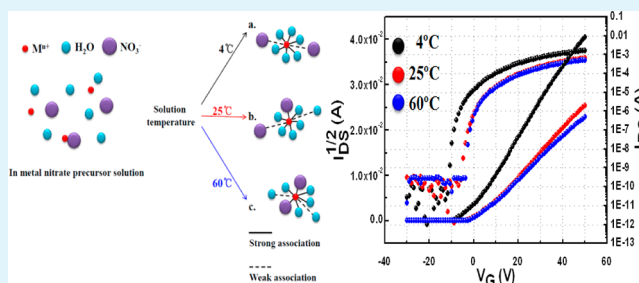 Mⁿ⁺ H₂O NO₃⁻
In metal nitrate precursor solution
Solution
temperature
4℃
25℃
60℃
a.
b.
c.
Strong association
Weak association
4ºC
25ºC
60ºC
I_DS^1/2 (A)
4.0x10⁻²
3.0x10⁻²
2.0x10⁻²
1.0x10⁻²
0.0
-40 -20 0 20 40 60
V_G (V)
0.1
0.01
1E-3
1E-4
1E-5
1E-6
1E-7
1E-8
1E-9
1E-10
1E-11
1E-12
1E-13
(A)